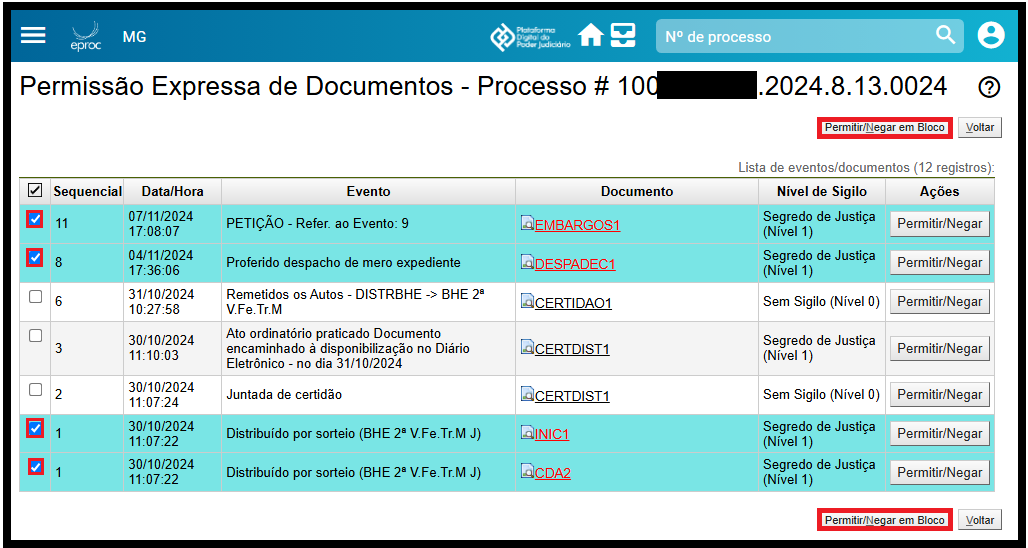 eproc MG Plataforma Digital do Poder Judiciário Nº de processo
Permissão Expressa de Documentos - Processo # 100 .2024.8.13.0024
Permitir/Negar em Bloco Voltar
Lista de eventos/documentos (12 registros):
Sequencial Data/Hora Evento Documento Nível de Sigilo Ações
11 07/11/2024 17:08:07 PETIÇÃO - Refer. ao Evento: 9 EMBARGOS1 Segredo de Justiça (Nível 1) Permitir/Negar
8 04/11/2024 17:36:06 Proferido despacho de mero expediente DESPADEC1 Segredo de Justiça (Nível 1) Permitir/Negar
6 31/10/2024 10:27:58 Remetidos os Autos - DISTRBHE -> BHE 2ª V.Fe.Tr.M CERTIDAO1 Sem Sigilo (Nível 0) Permitir/Negar
3 30/10/2024 11:10:03 Ato ordinatório praticado Documento encaminhado à disponibilização no Diário Eletrônico - no dia 31/10/2024 CERTDIST1 Segredo de Justiça (Nível 1) Permitir/Negar
2 30/10/2024 11:07:24 Juntada de certidão CERTDIST1 Sem Sigilo (Nível 0) Permitir/Negar
1 30/10/2024 11:07:22 Distribuído por sorteio (BHE 2ª V.Fe.Tr.M J) INIC1 Segredo de Justiça (Nível 1) Permitir/Negar
1 30/10/2024 11:07:22 Distribuído por sorteio (BHE 2ª V.Fe.Tr.M J) CDA2 Segredo de Justiça (Nível 1) Permitir/Negar
Permitir/Negar em Bloco Voltar